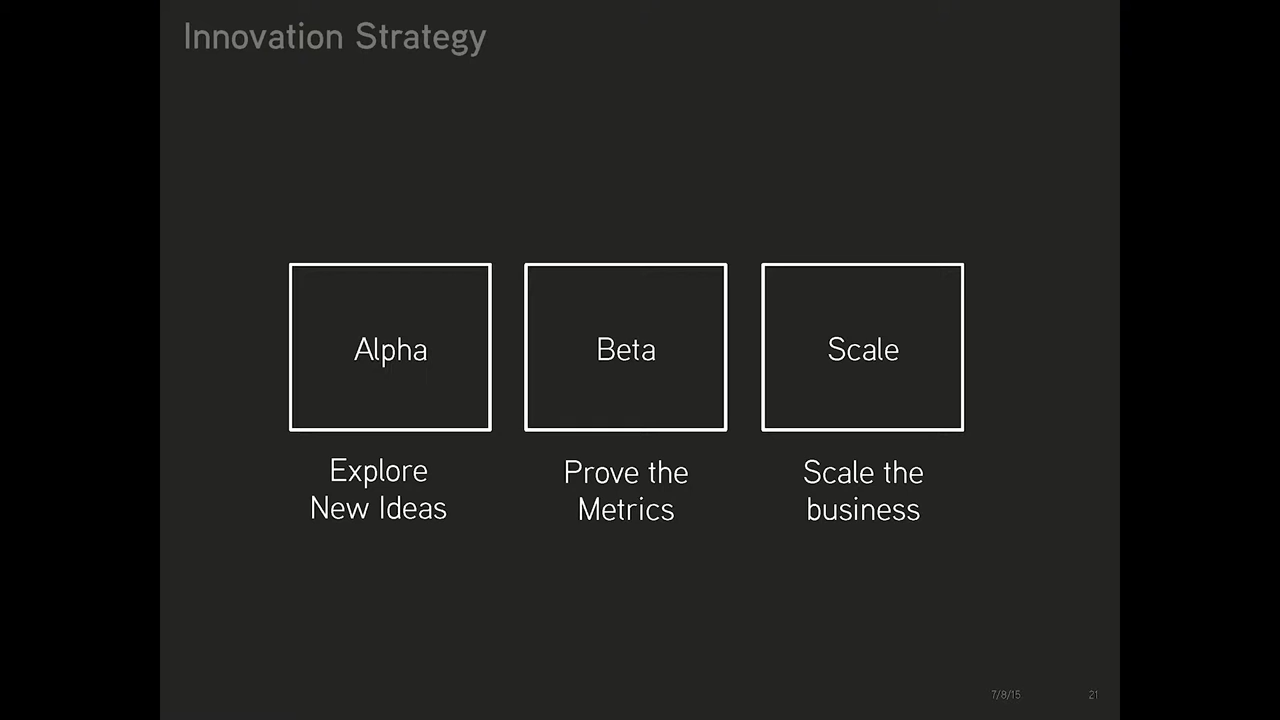 Innovation Strategy
Alpha
Beta
Scale
Explore
New Ideas
Prove the
Metrics
Scale the
business
7/8/15
21